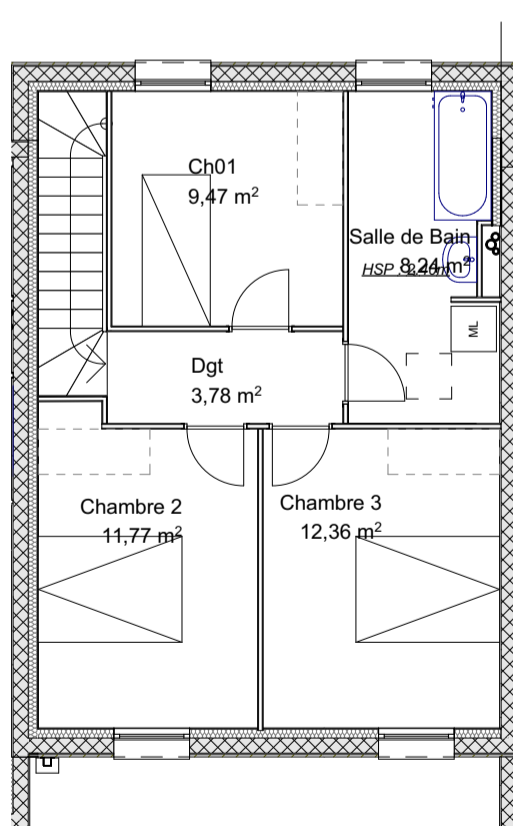 Ch01
9,47 m²
Salle de Bain
8,24 m²
HSP
ML
Dgt
3,78 m²
Chambre 2
11,77 m²
Chambre 3
12,36 m²